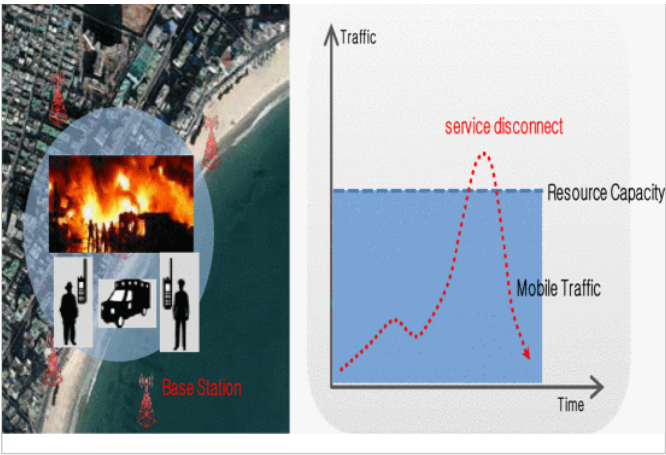 Base Station
Traffic
service disconnect
Resource Capacity
Mobile Traffic
Time